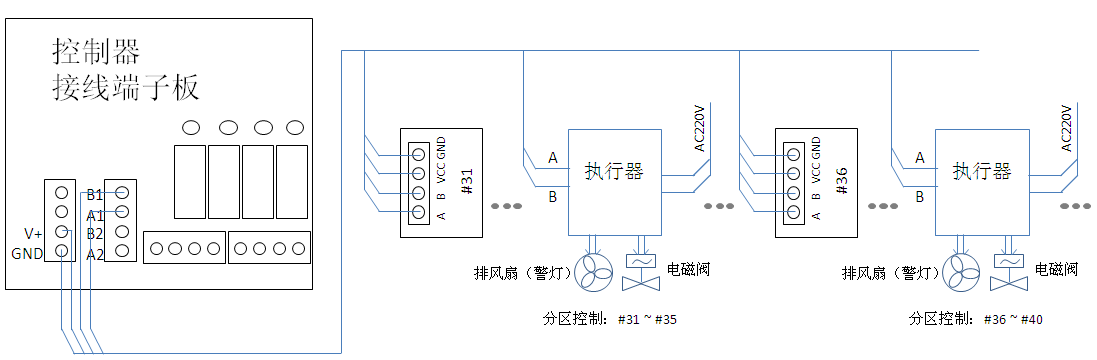 控制器
接线端子板
B1
A1
V+
B2
GND
A2
GND
VCC
B
A
#31
A
B
执行器
AC220V
排风扇（警灯）
电磁阀
分区控制：#31 ~ #35
GND
VCC
B
A
#36
A
B
执行器
AC220V
排风扇（警灯）
电磁阀
分区控制：#36 ~ #40